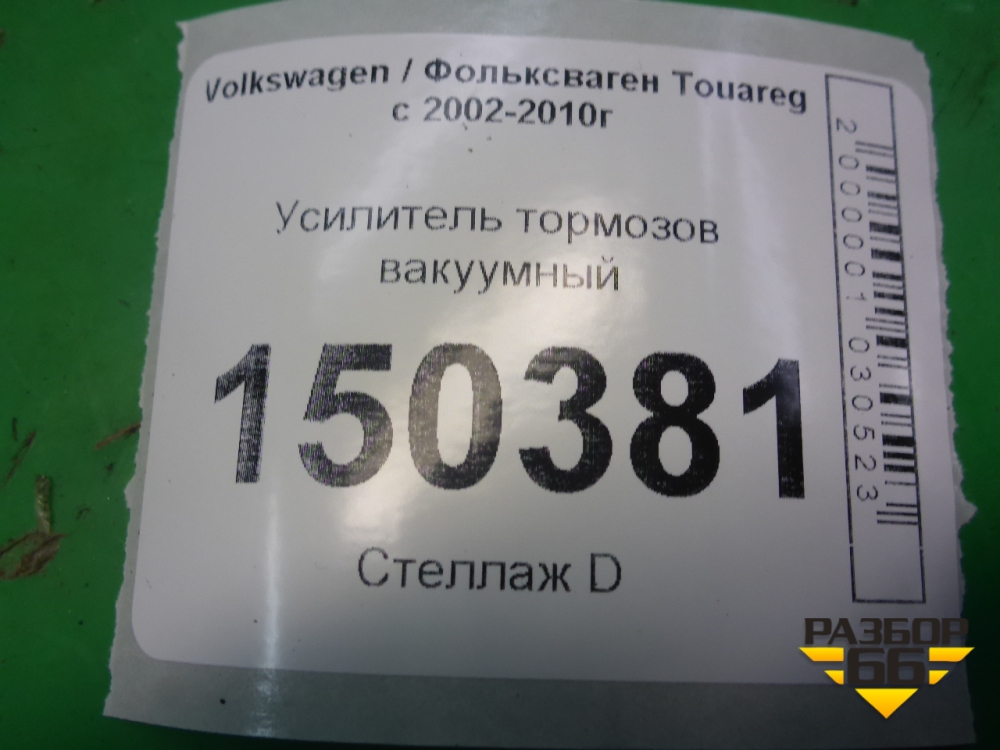 Volkswagen / Фольксваген Touareg
с 2002-2010г
Усилитель тормозов
вакуумный
150381
Стеллаж D
2000001030523
РАЗБОР
66